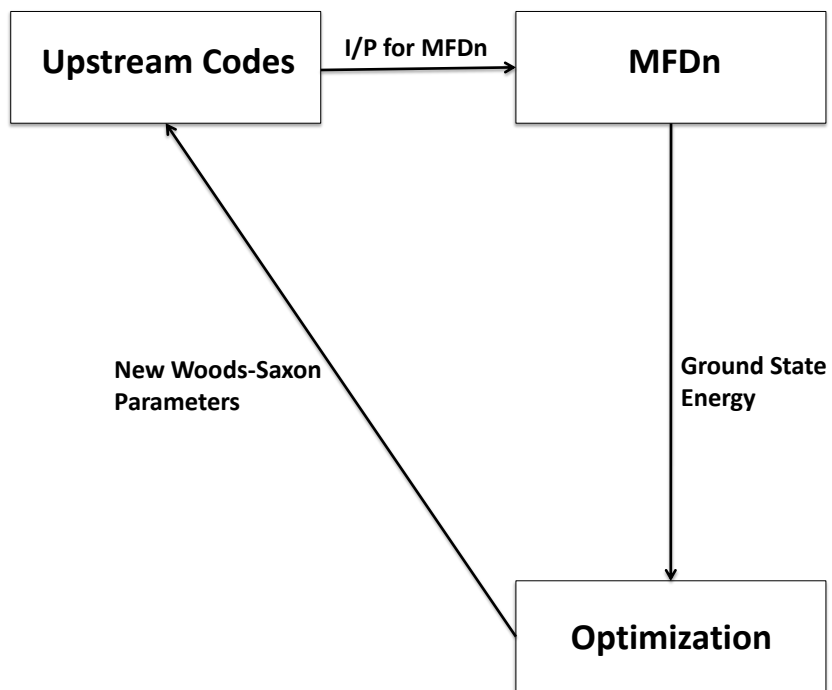 Upstream Codes
I/P for MFDn
MFDn
New Woods-Saxon
Parameters
Ground State
Energy
Optimization